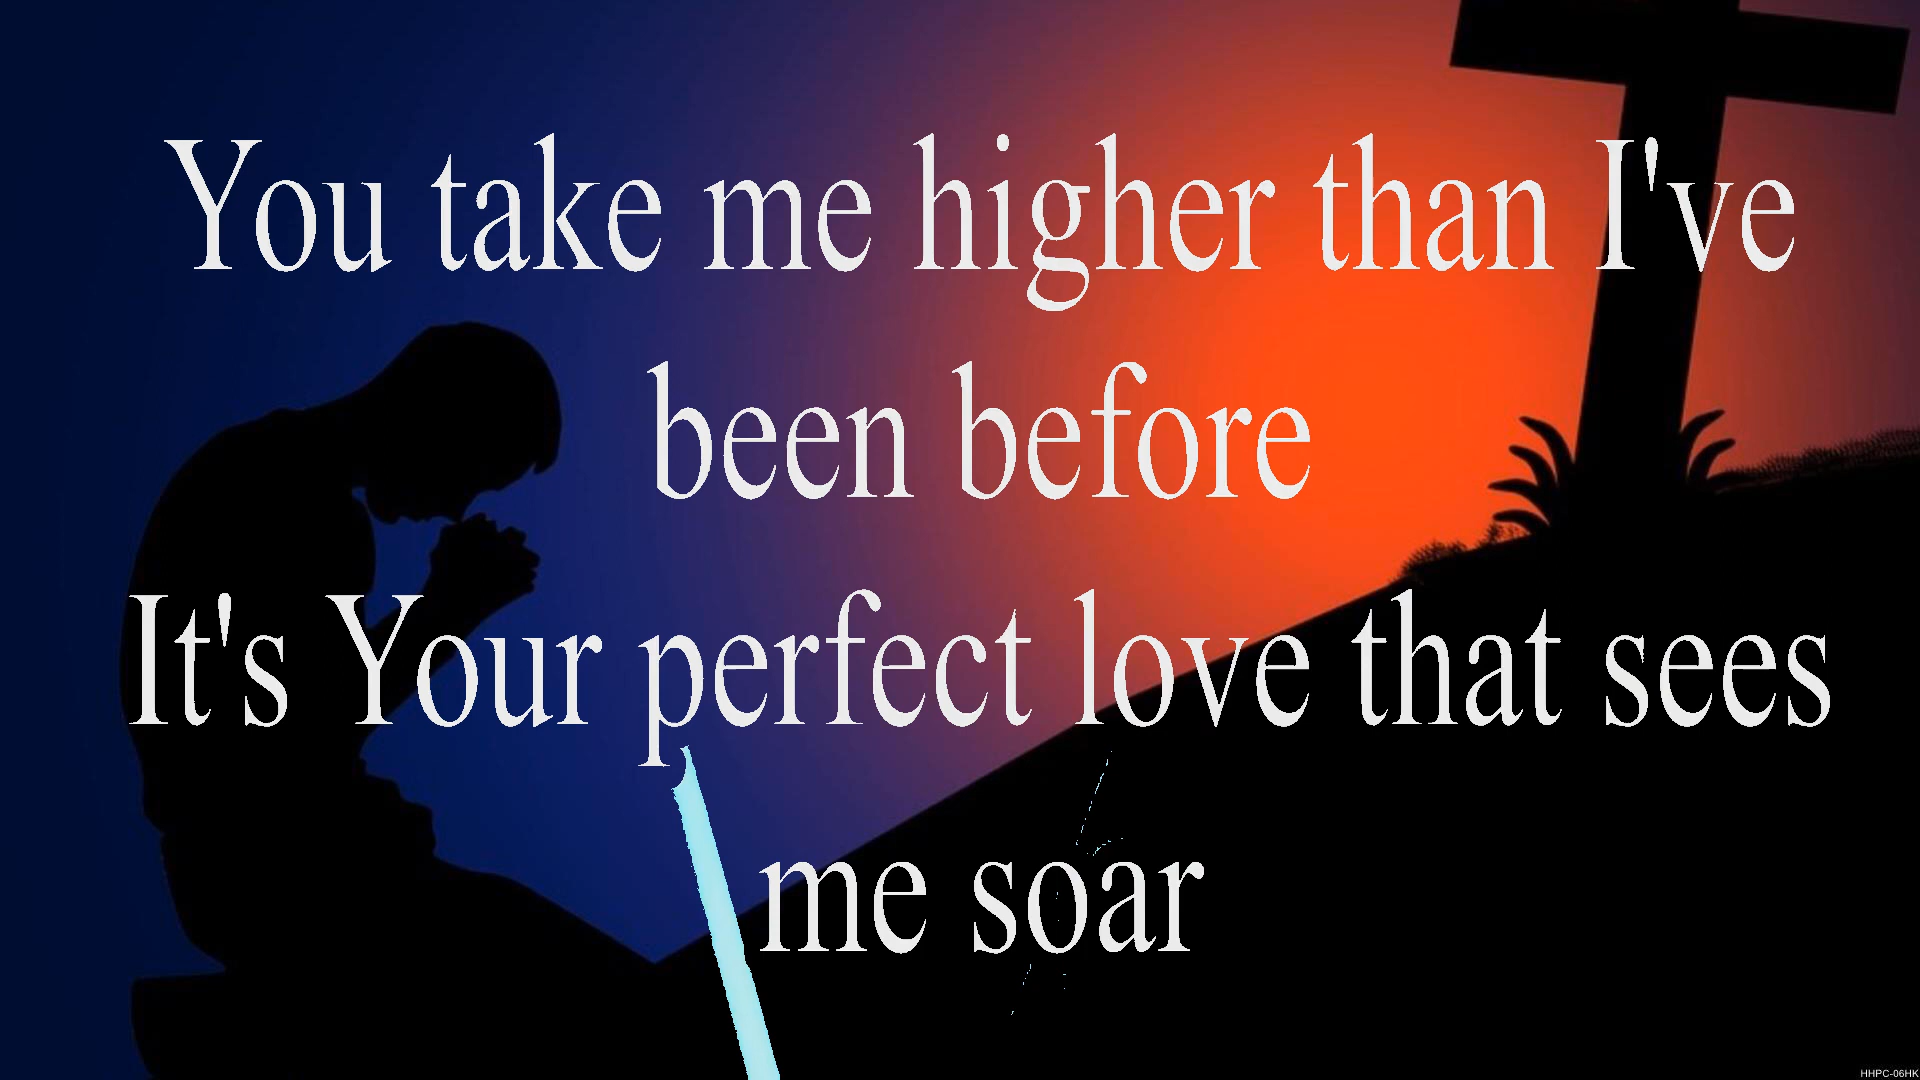 You take me higher than I've
been before
It's Your perfect love that sees
me soar
HHPC-06HK